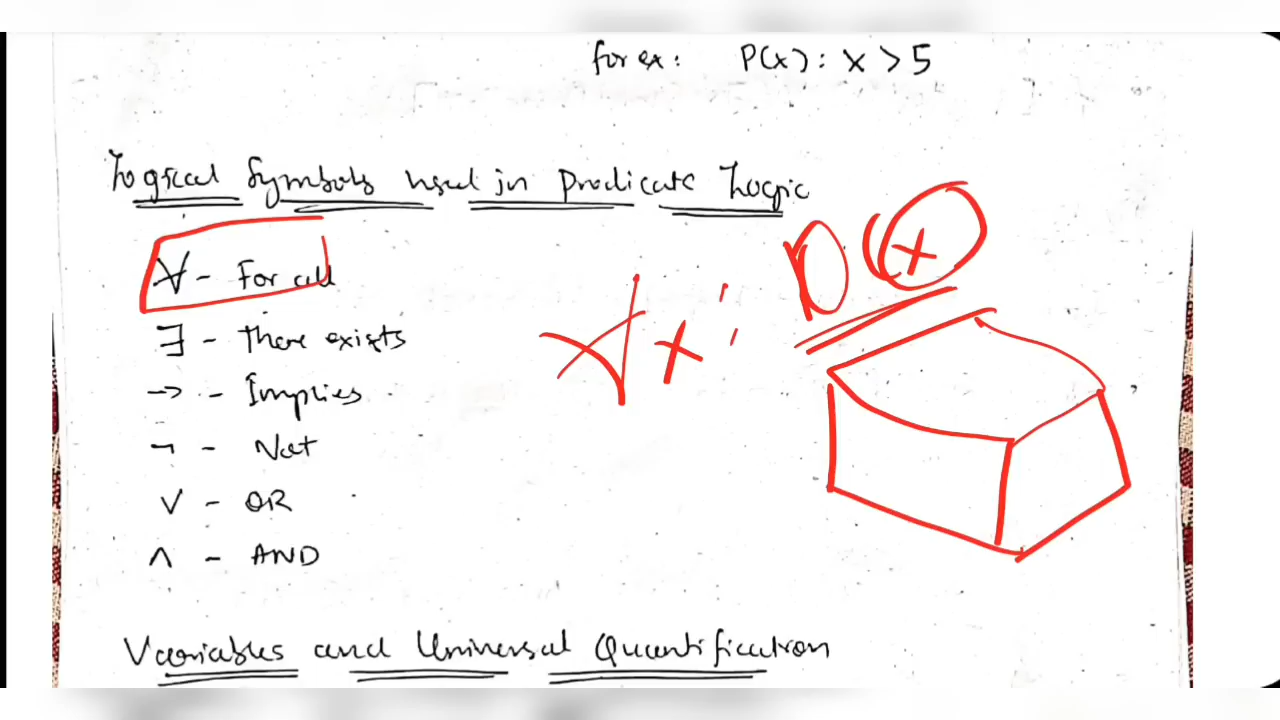 for ex: P(x): x > 5
Logical Symbols used in Predicate Logic
∀ - For all
∃ - There exists
→ - Implies
¬ - Not
∨ - OR
∧ - AND
∀x: P(x)
Variables and Universal Quantification